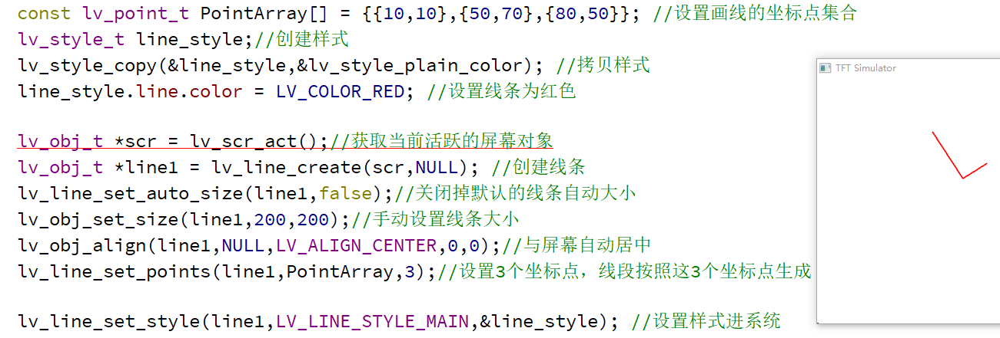 const lv_point_t PointArray[] = {{10,10},{50,70},{80,50}}; //设置画线的坐标点集合
lv_style_t line_style;//创建样式
lv_style_copy(&line_style,&lv_style_plain_color); //拷贝样式
line_style.line.color = LV_COLOR_RED; //设置线条为红色
lv_obj_t *scr = lv_scr_act();//获取当前活跃的屏幕对象
lv_obj_t *line1 = lv_line_create(scr,NULL); //创建线条
lv_line_set_auto_size(line1,false);//关闭掉默认的线条自动大小
lv_obj_set_size(line1,200,200);//手动设置线条大小
lv_obj_align(line1,NULL,LV_ALIGN_CENTER,0,0);//与屏幕自动居中
lv_line_set_points(line1,PointArray,3);//设置3个坐标点，线段按照这3个坐标点生成
lv_line_set_style(line1,LV_LINE_STYLE_MAIN,&line_style); //设置样式进系统
TFT Simulator